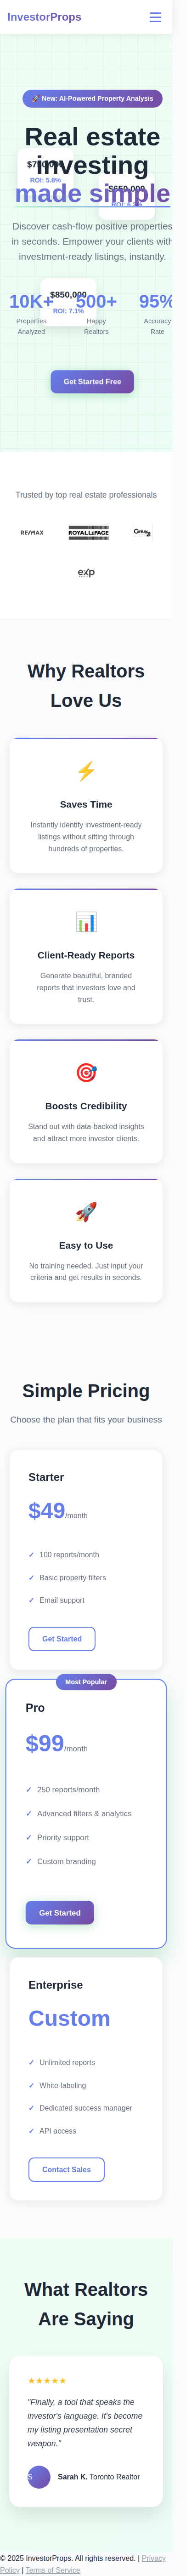 InvestorProps
🚀 New: AI-Powered Property Analysis
Real estate
investing
made simple
$750,000
ROI: 5.8%
$650,000
ROI: 6.2%
Discover cash-flow positive properties
in seconds. Empower your clients with
investment-ready listings, instantly.
$850,000
ROI: 7.1%
10K+
Properties
Analyzed
500+
Happy
Realtors
95%
Accuracy
Rate
Get Started Free
Trusted by top real estate professionals
RE/MAX
ROYAL LEPAGE
CENTURY 21
exp
Why Realtors
Love Us
⚡
Saves Time
Instantly identify investment-ready
listings without sifting through
hundreds of properties.
📊
Client-Ready Reports
Generate beautiful, branded
reports that investors love and
trust.
🎯
Boosts Credibility
Stand out with data-backed insights
and attract more investor clients.
🚀
Easy to Use
No training needed. Just input your
criteria and get results in seconds.
Simple Pricing
Choose the plan that fits your business
Starter
$49/month
✓ 100 reports/month
✓ Basic property filters
✓ Email support
Get Started
Most Popular
Pro
$99/month
✓ 250 reports/month
✓ Advanced filters & analytics
✓ Priority support
✓ Custom branding
Get Started
Enterprise
Custom
✓ Unlimited reports
✓ White-labeling
✓ Dedicated success manager
✓ API access
Contact Sales
What Realtors
Are Saying
★★★★★
"Finally, a tool that speaks the
investor's language. It's become
my listing presentation secret
weapon."
S
Sarah K. Toronto Realtor
© 2025 InvestorProps. All rights reserved. | Privacy
Policy | Terms of Service